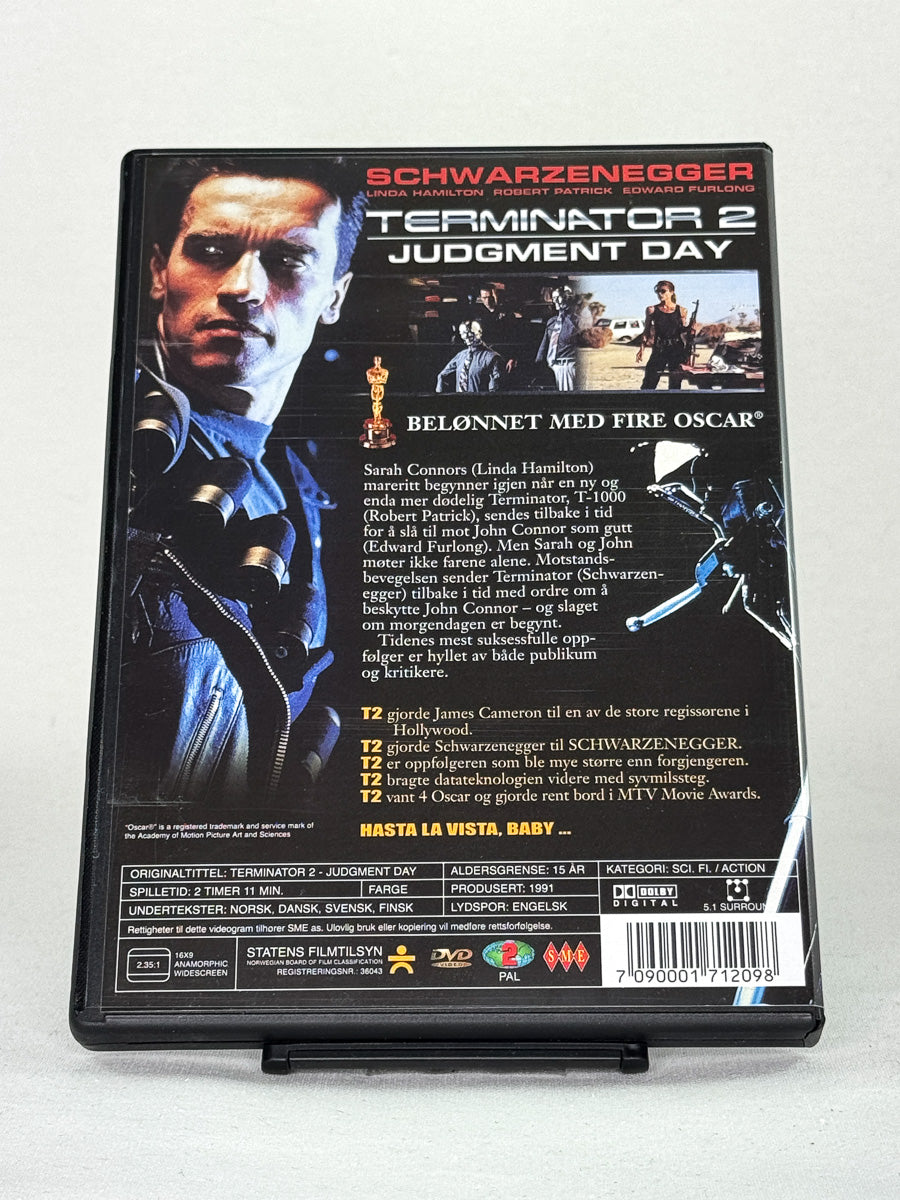 SCHWARZENEGGER
LINDA HAMILTON ROBERT PATRICK EDWARD FURLONG
TERMINATOR 2
JUDGMENT DAY
BELØNNET MED FIRE OSCAR®
Sarah Connors (Linda Hamilton)
mareritt begynner igjen når en ny og
enda mer dødelig Terminator, T-1000
(Robert Patrick), sendes tilbake i tid
for å slå til mot John Connor som gutt
(Edward Furlong). Men Sarah og John
møter ikke farene alene. Motstands-
bevegelsen sender Terminator (Schwarzen-
egger) tilbake i tid med ordre om å
beskytte John Connor – og slaget
om morgendagen er begynt.
Tidenes mest suksessfulle opp-
følger er hyllet av både publikum
og kritikere.
T2 gjorde James Cameron til en av de store regissørene i
Hollywood.
T2 gjorde Schwarzenegger til SCHWARZENEGGER.
T2 er oppfølgeren som ble mye større enn forgjengeren.
T2 bragte datateknologien videre med syvmilssteg.
T2 vant 4 Oscar og gjorde rent bord i MTV Movie Awards.
"Oscar®" is a registered trademark and service mark of
the Academy of Motion Picture Art and Sciences
HASTA LA VISTA, BABY ...
ORIGINALTITTEL: TERMINATOR 2 - JUDGMENT DAY
ALDERSGRENSE: 15 ÅR
KATEGORI: SCI. FI. / ACTION
SPILLETID: 2 TIMER 11 MIN.
FARGE
PRODUSERT: 1991
DOLBY
DIGITAL
5.1 SURROUN
UNDERTEKSTER: NORSK, DANSK, SVENSK, FINSK
LYDSPOR: ENGELSK
Rettigheter til dette videogram tilhører SME as. Ulovlig bruk eller kopiering vil medføre rettsforfølgelse.
2.35:1
16X9
ANAMORPHIC
WIDESCREEN
STATENS FILMTILSYN
NORWEGIAN BOARD OF FILM CLASSIFICATION
REGISTRERINGSNR.: 36043
DVD
VIDEO
2
PAL
SME
7 090001 712098